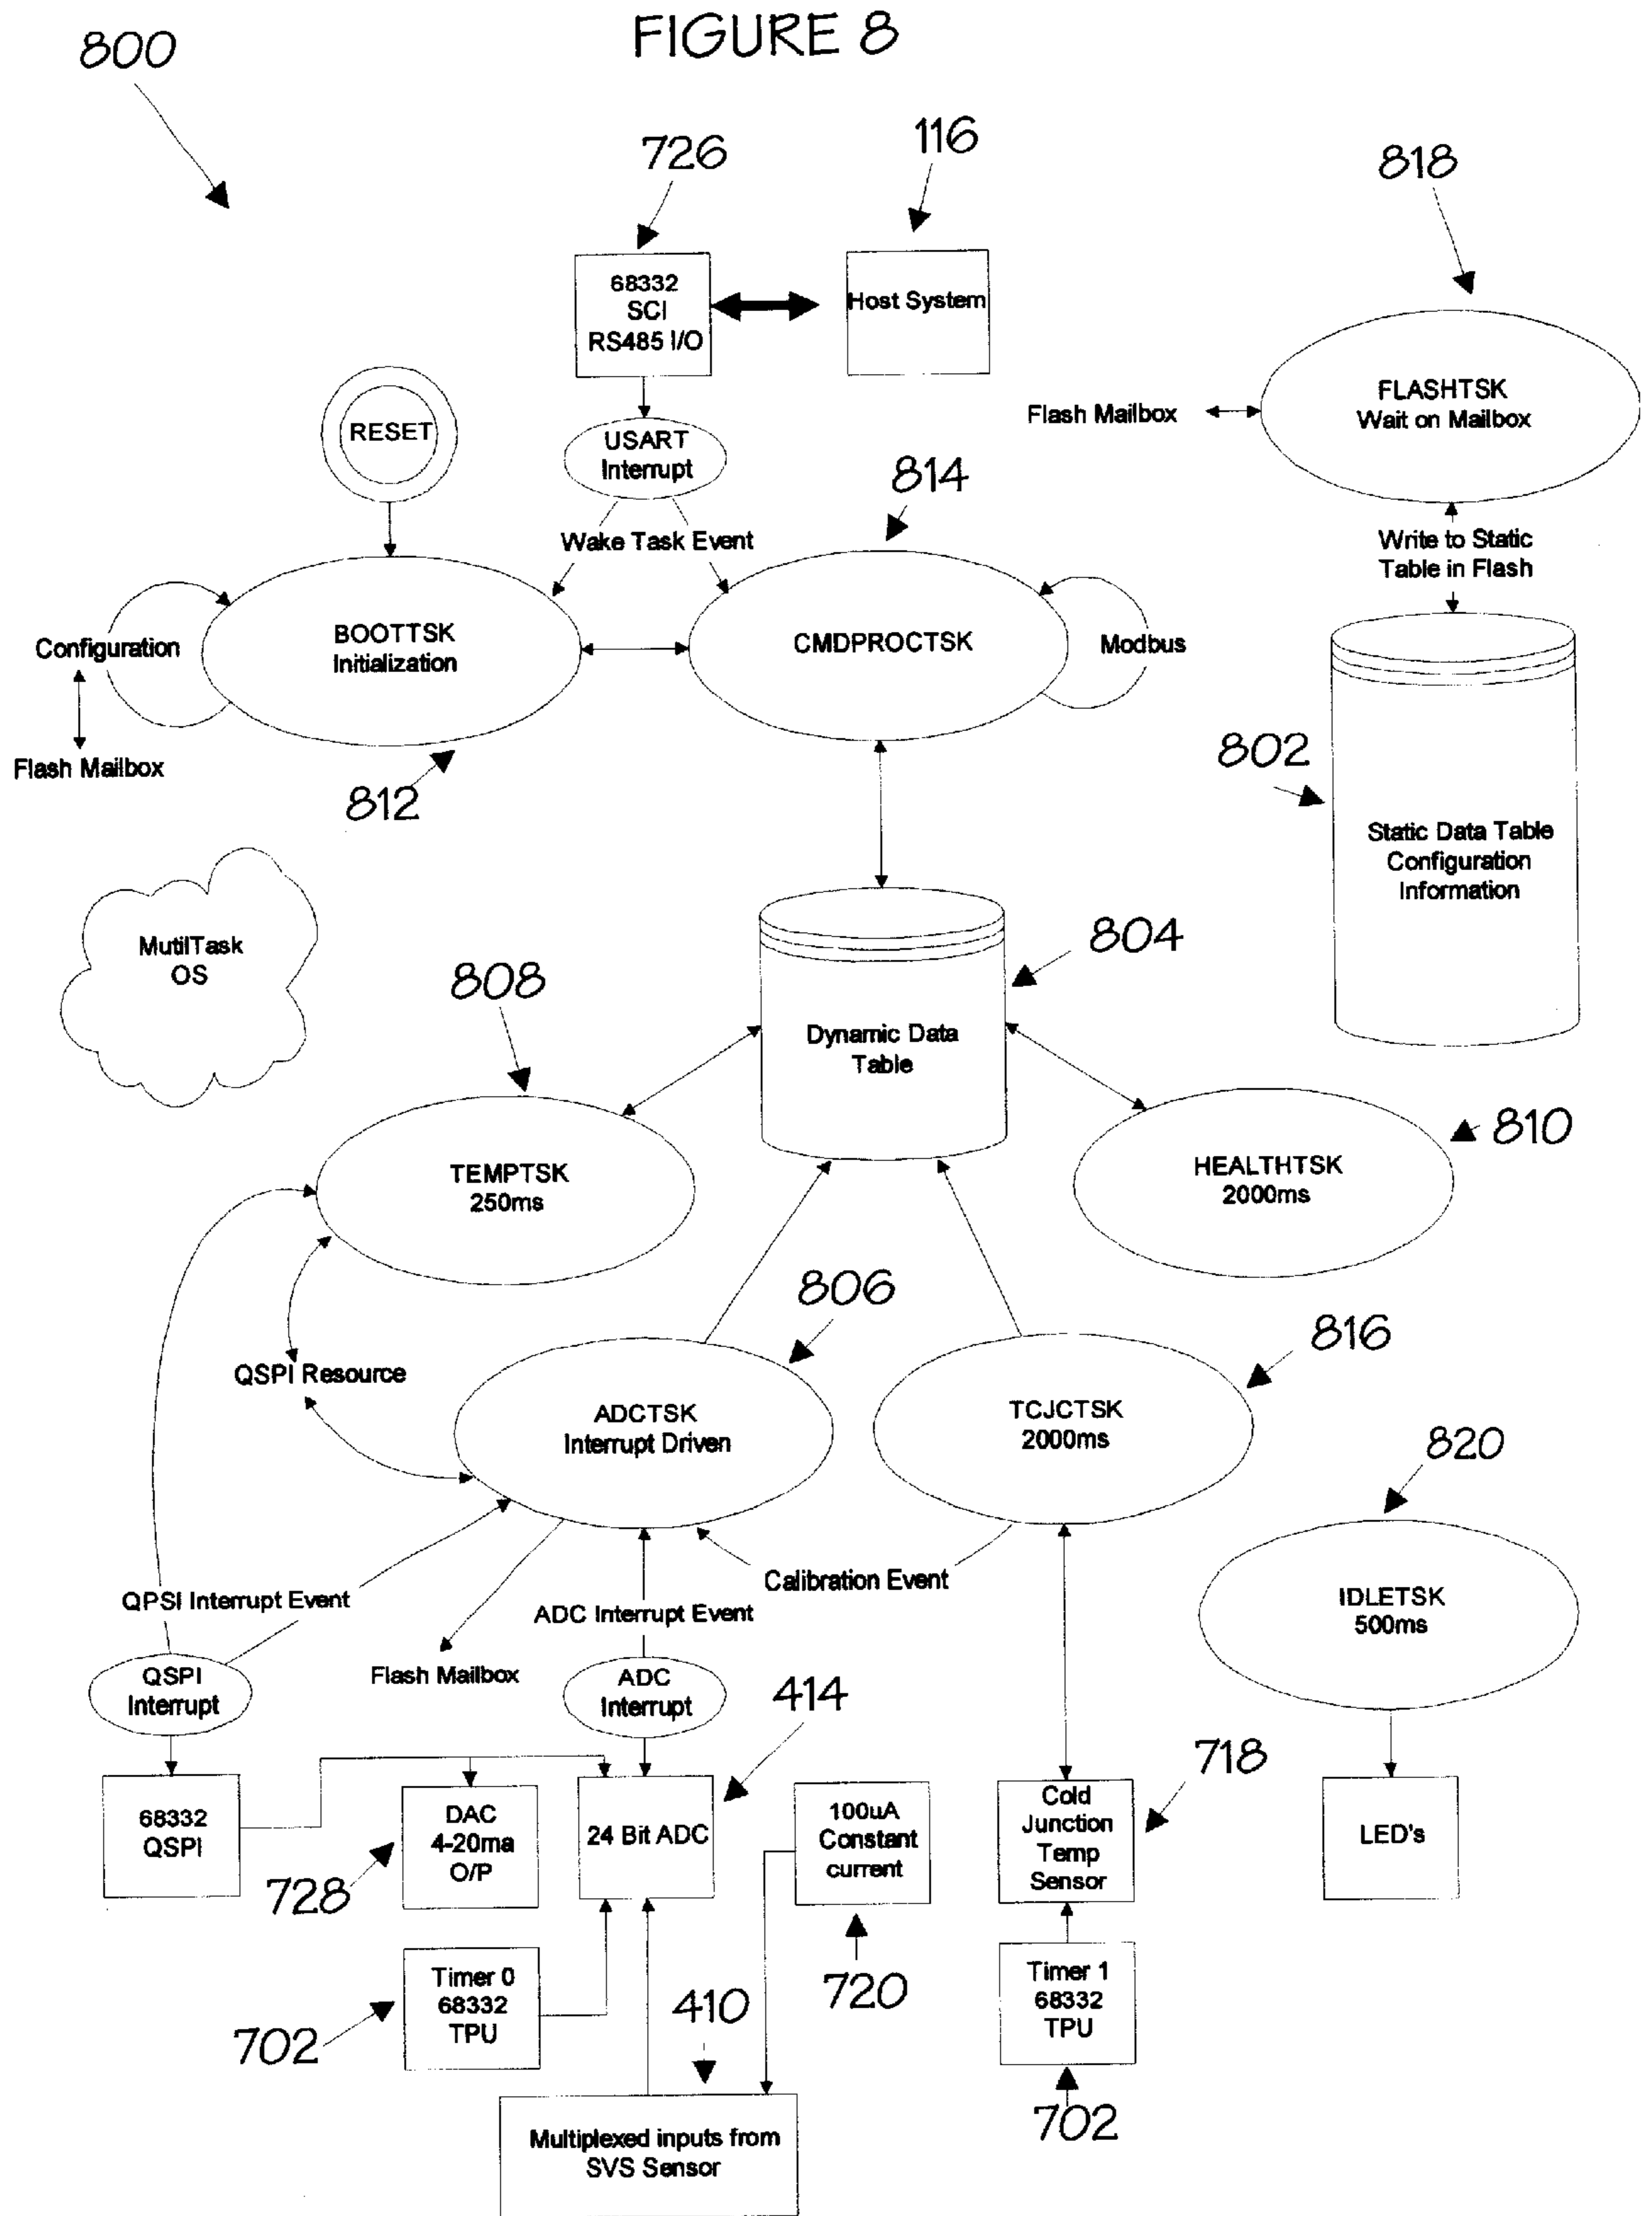 FIGURE 8
800
726
116
818
68332
SCI
RS485 I/O
Host System
FLASHTSK
Wait on Mailbox
Flash Mailbox
RESET
USART
Interrupt
814
Wake Task Event
Write to Static
Table in Flash
BOOTTSK
Initialization
CMDPROCTSK
Modbus
Configuration
Flash Mailbox
812
802
Static Data Table
Configuration
Information
MutilTask
OS
804
808
Dynamic Data
Table
810
TEMPTSK
250ms
HEALTHTSK
2000ms
806
816
QSPI Resource
ADCTSK
Interrupt Driven
TCJCTSK
2000ms
820
QPSI Interrupt Event
ADC Interrupt Event
Calibration Event
IDLETSK
500ms
Flash Mailbox
QSPI
Interrupt
ADC
Interrupt
414
718
68332
QSPI
DAC
4-20ma
O/P
24 Bit ADC
100uA
Constant
current
Cold
Junction
Temp
Sensor
LED's
728
Timer 0
68332
TPU
702
410
720
Timer 1
68332
TPU
702
Multiplexed inputs from
SVS Sensor